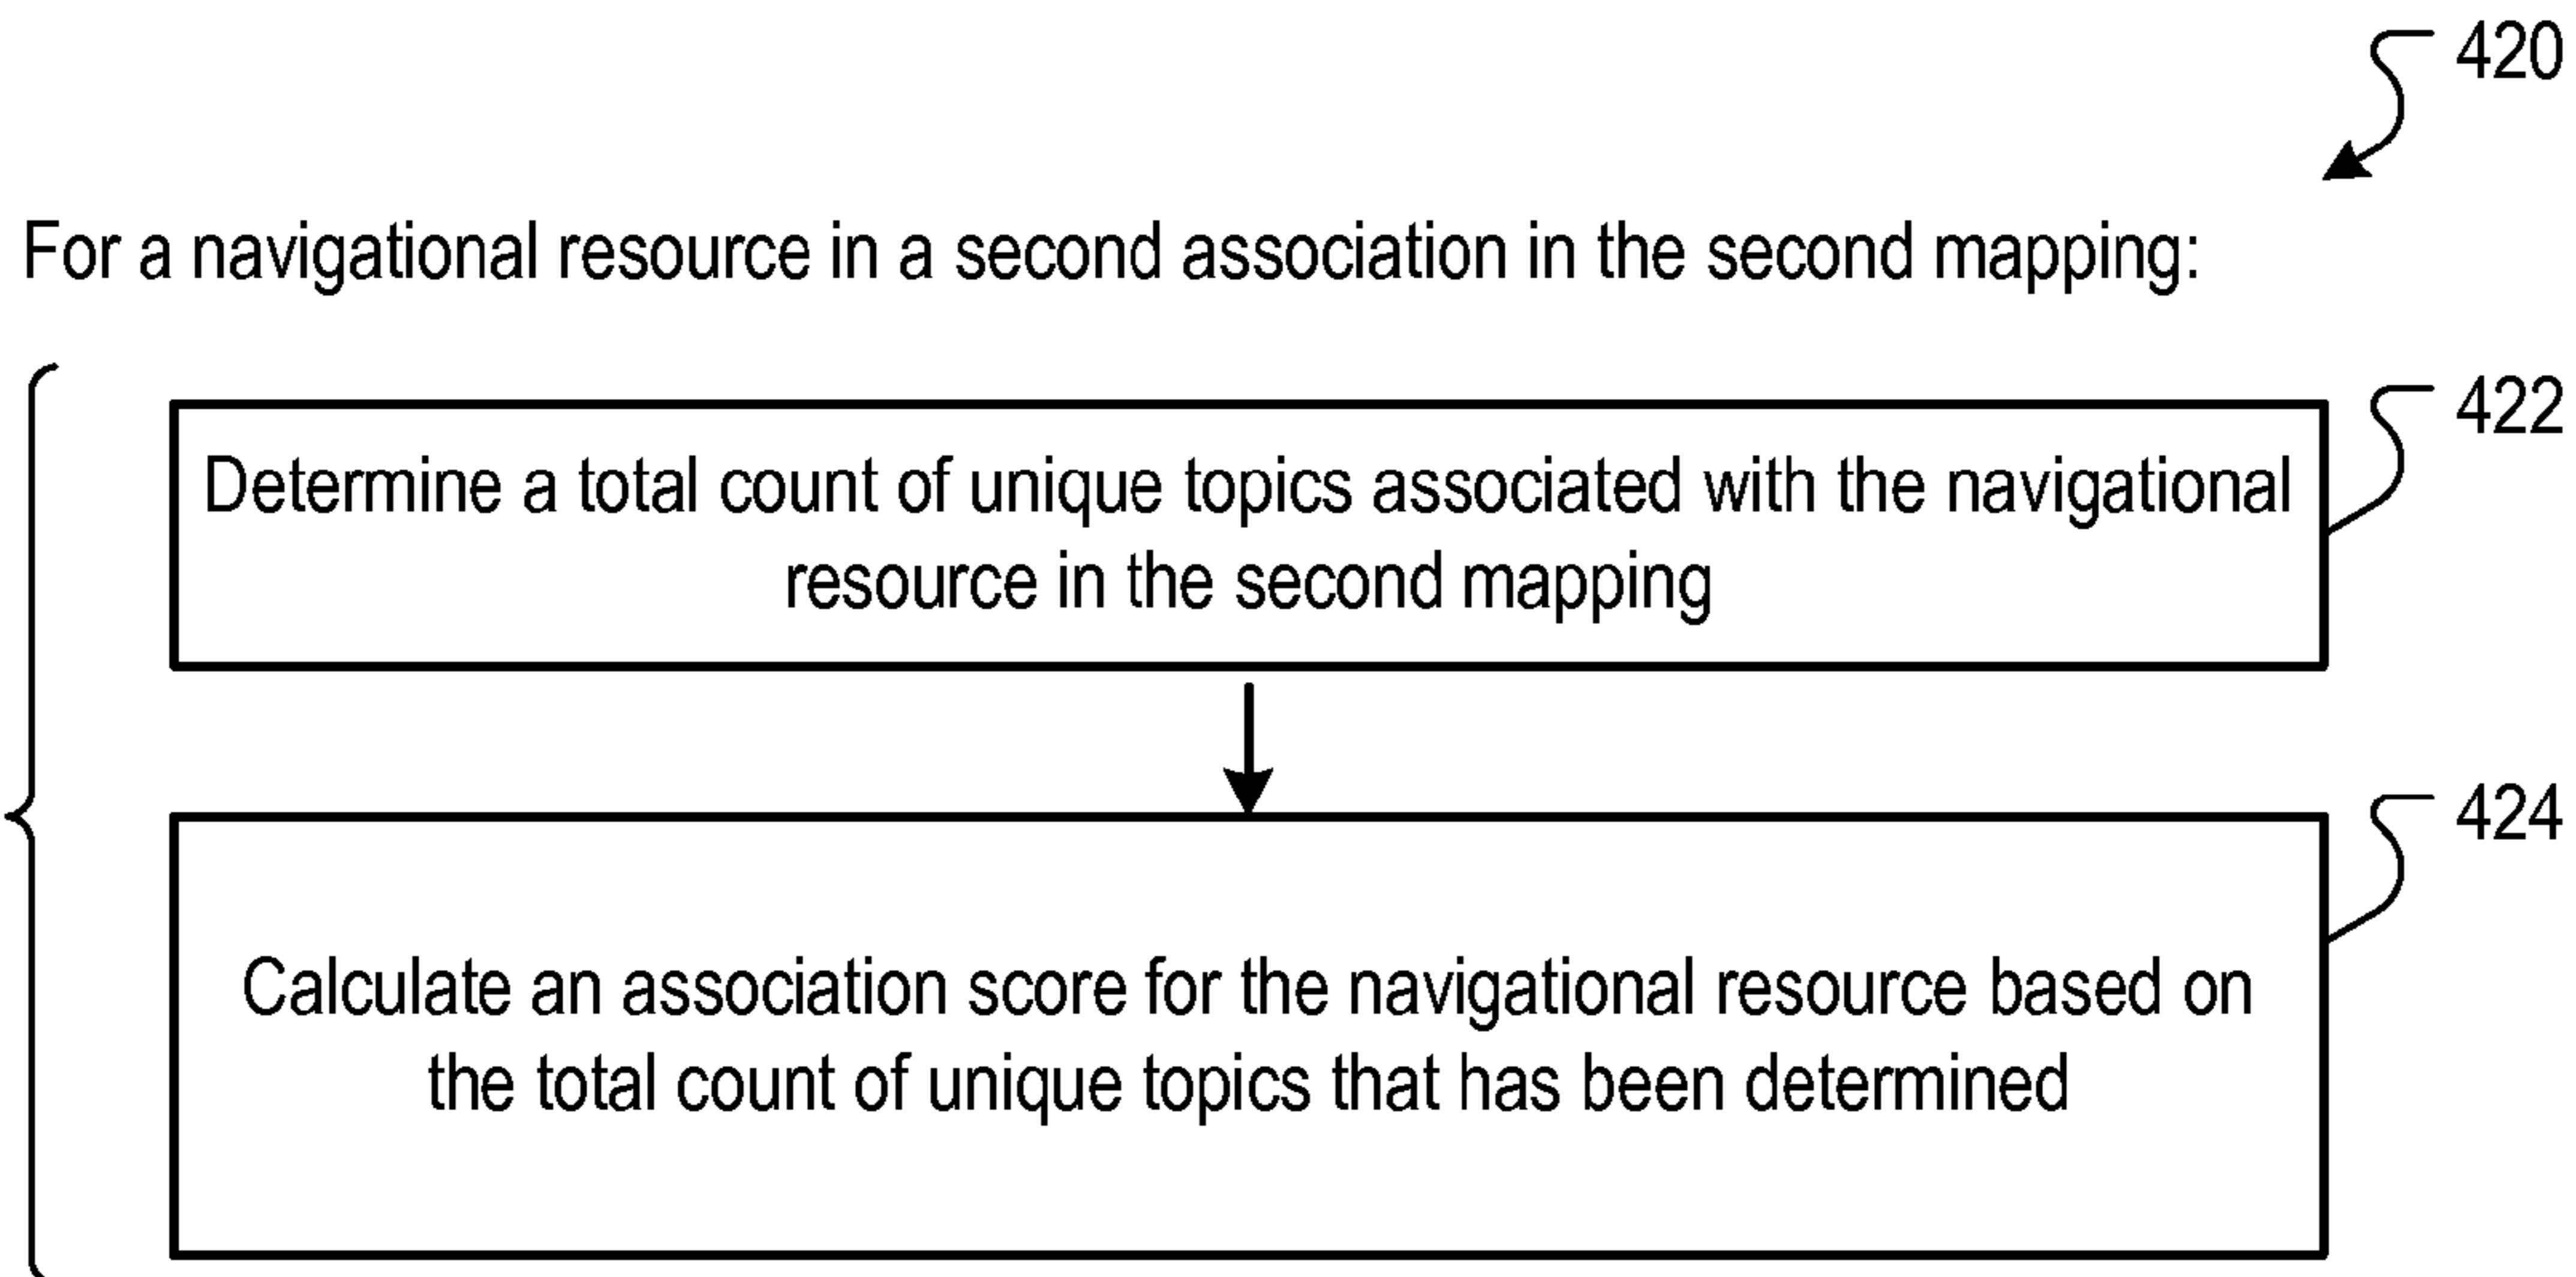 420
For a navigational resource in a second association in the second mapping:
422
Determine a total count of unique topics associated with the navigational
resource in the second mapping
424
Calculate an association score for the navigational resource based on
the total count of unique topics that has been determined